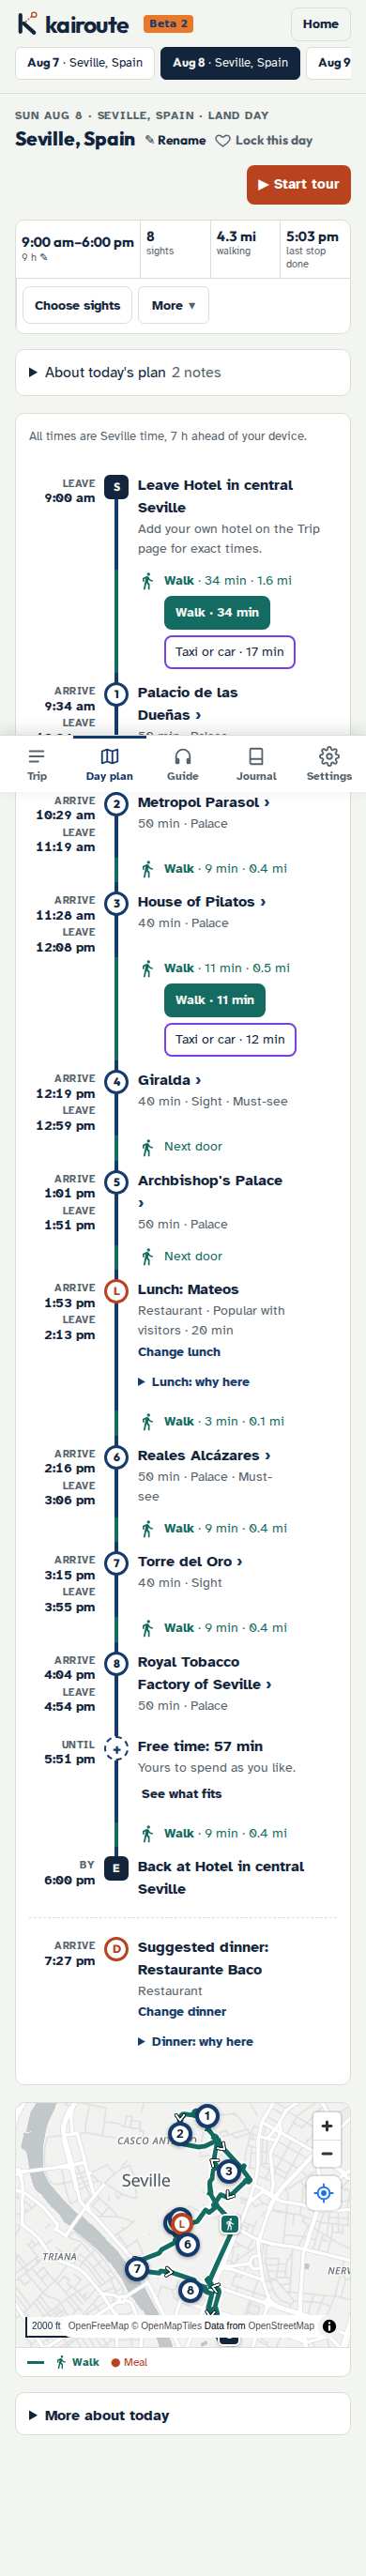 kairoute
Beta 2
Home
Aug 7 · Seville, Spain
Aug 8 · Seville, Spain
Aug 9
SUN AUG 8 · SEVILLE, SPAIN · LAND DAY
Seville, Spain
✎ Rename
Lock this day
▶ Start tour
9:00 am–6:00 pm
9 h ✎
8
sights
4.3 mi
walking
5:03 pm
last stop
done
Choose sights
More ▾
▶ About today's plan 2 notes
All times are Seville time, 7 h ahead of your device.
LEAVE
9:00 am
S
Leave Hotel in central
Seville
Add your own hotel on the Trip
page for exact times.
Walk · 34 min · 1.6 mi
Walk · 34 min
Taxi or car · 17 min
ARRIVE
9:34 am
LEAVE
1
Palacio de las
Dueñas ›
Trip
Day plan
Guide
Journal
Settings
ARRIVE
10:29 am
LEAVE
11:19 am
2
Metropol Parasol ›
50 min · Palace
Walk · 9 min · 0.4 mi
ARRIVE
11:28 am
LEAVE
12:08 pm
3
House of Pilatos ›
40 min · Palace
Walk · 11 min · 0.5 mi
Walk · 11 min
Taxi or car · 12 min
ARRIVE
12:19 pm
LEAVE
12:59 pm
4
Giralda ›
40 min · Sight · Must-see
Next door
ARRIVE
1:01 pm
LEAVE
1:51 pm
5
Archbishop's Palace
›
50 min · Palace
Next door
ARRIVE
1:53 pm
LEAVE
2:13 pm
L
Lunch: Mateos
Restaurant · Popular with
visitors · 20 min
Change lunch
▶ Lunch: why here
Walk · 3 min · 0.1 mi
ARRIVE
2:16 pm
LEAVE
3:06 pm
6
Reales Alcázares ›
50 min · Palace · Must-
see
Walk · 9 min · 0.4 mi
ARRIVE
3:15 pm
LEAVE
3:55 pm
7
Torre del Oro ›
40 min · Sight
Walk · 9 min · 0.4 mi
ARRIVE
4:04 pm
LEAVE
4:54 pm
8
Royal Tobacco
Factory of Seville ›
50 min · Palace
UNTIL
5:51 pm
+
Free time: 57 min
Yours to spend as you like.
See what fits
Walk · 9 min · 0.4 mi
BY
6:00 pm
E
Back at Hotel in central
Seville
ARRIVE
7:27 pm
D
Suggested dinner:
Restaurante Baco
Restaurant
Change dinner
▶ Dinner: why here
1
2
3
L
6
7
8
Seville
TRIANA
+
−
2000 ft
OpenFreeMap © OpenMapTiles Data from OpenStreetMap
Walk
Meal
▶ More about today